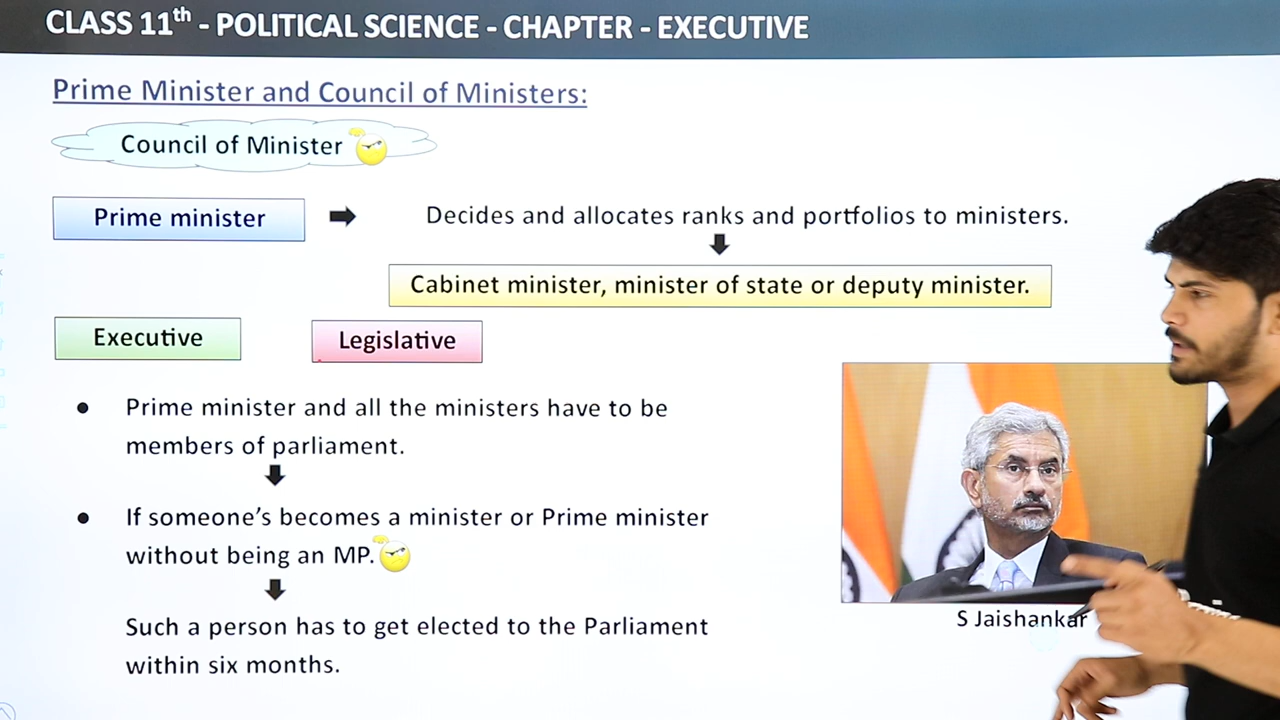 CLASS 11th - POLITICAL SCIENCE - CHAPTER - EXECUTIVE
Prime Minister and Council of Ministers:
Council of Minister
Prime minister
Decides and allocates ranks and portfolios to ministers.
Cabinet minister, minister of state or deputy minister.
Executive
Legislative
Prime minister and all the ministers have to be
members of parliament.
If someone's becomes a minister or Prime minister
without being an MP.
Such a person has to get elected to the Parliament
within six months.
S Jaishankar